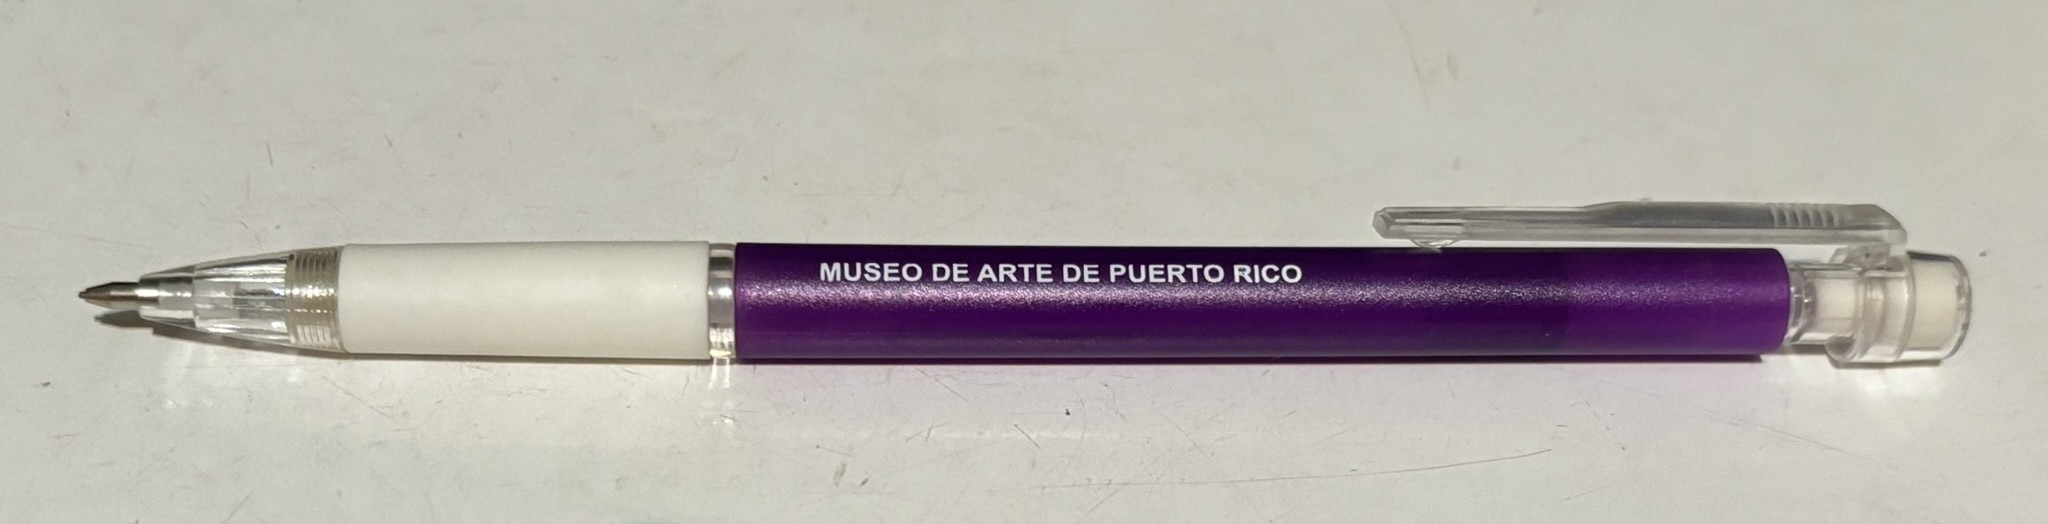 MUSEO DE ARTE DE PUERTO RICO